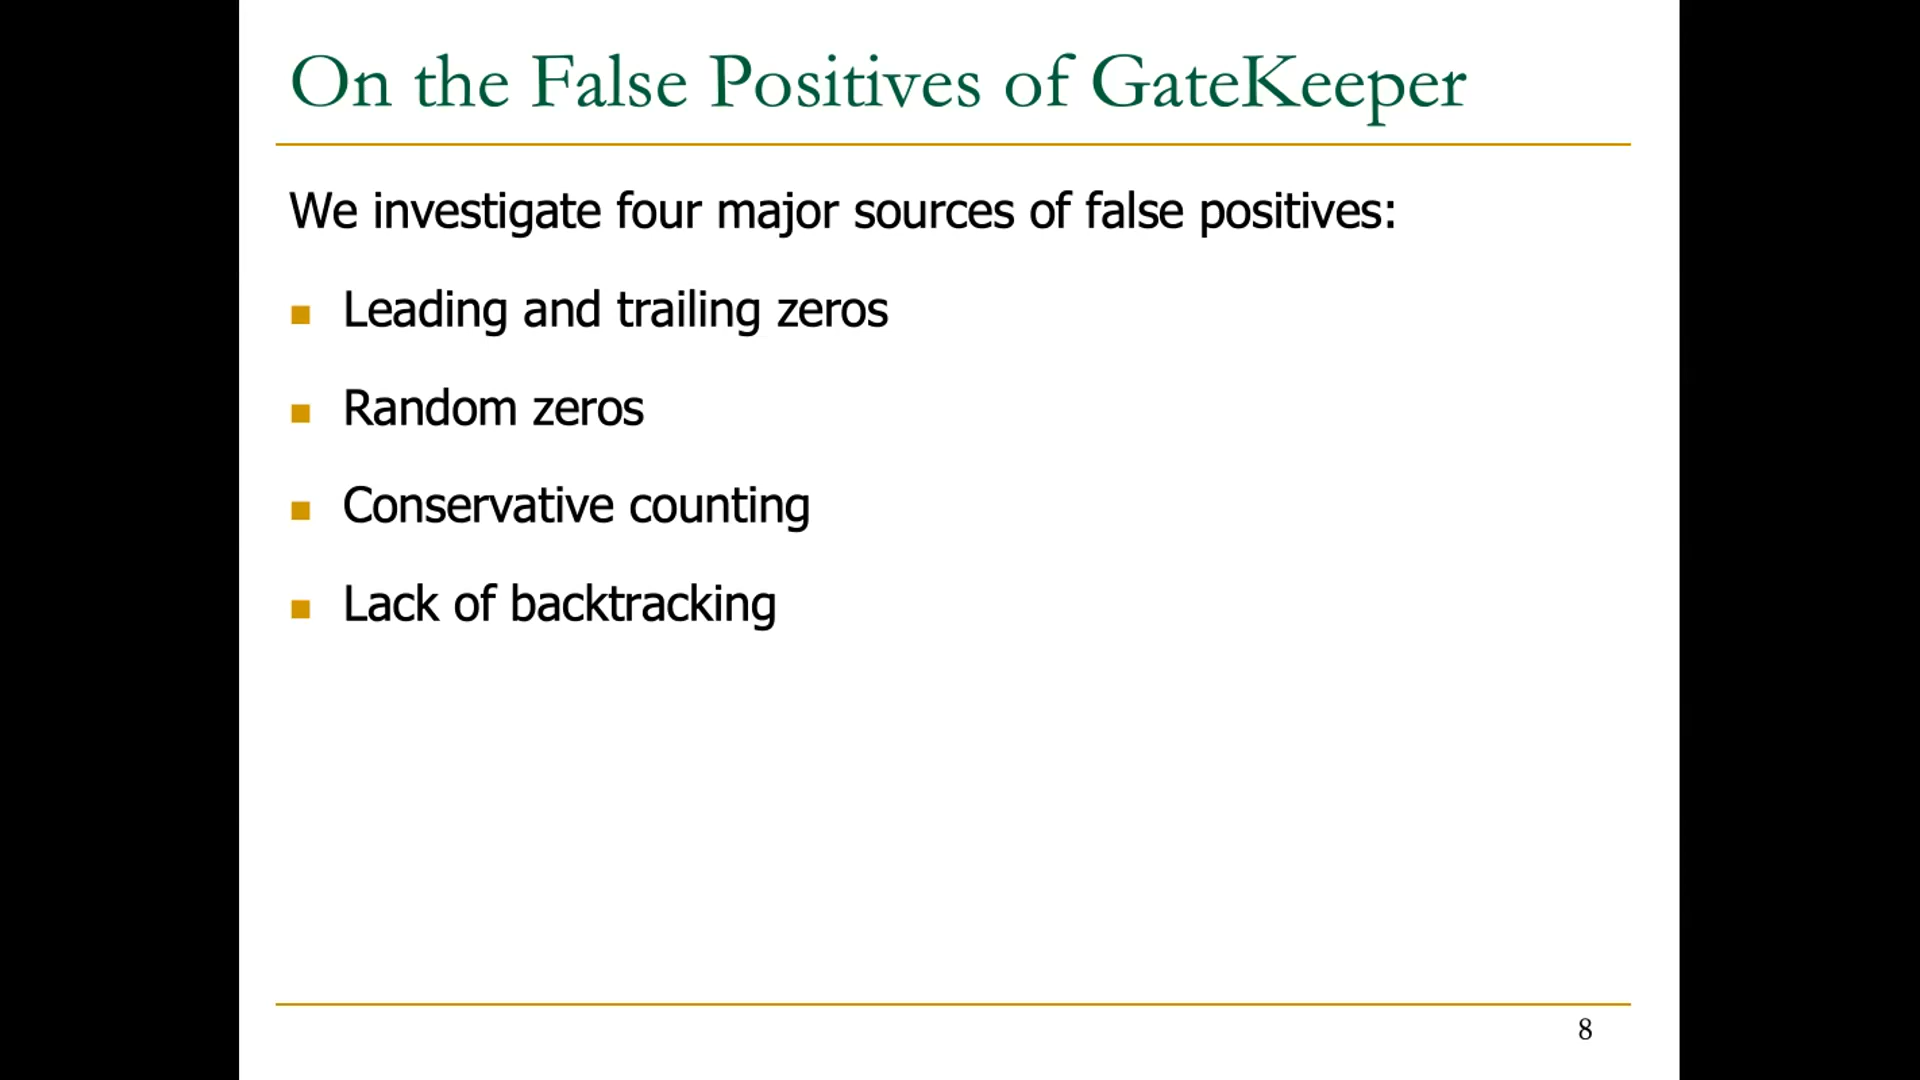 On the False Positives of GateKeeper
We investigate four major sources of false positives:
Leading and trailing zeros
Random zeros
Conservative counting
Lack of backtracking
8